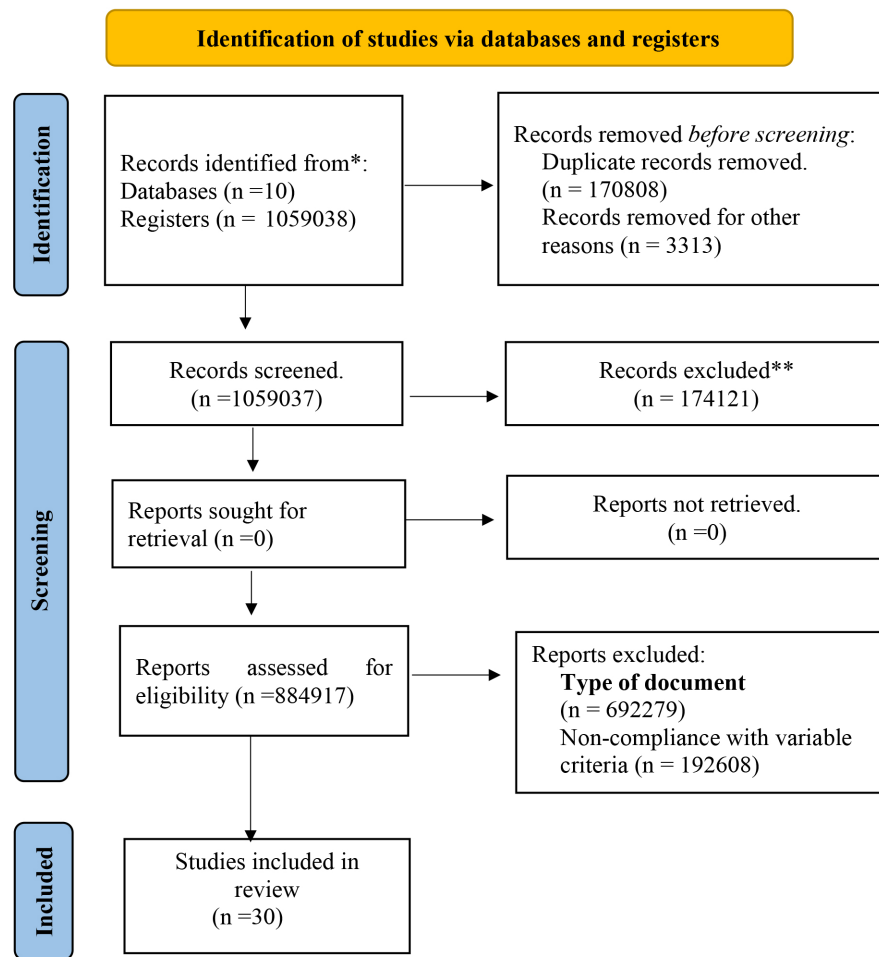 Identification of studies via databases and registers
Identification
Records identified from*:
Databases (n =10)
Registers (n = 1059038)
Records removed before screening:
Duplicate records removed.
(n = 170808)
Records removed for other
reasons (n = 3313)
Screening
Records screened.
(n =1059037)
Records excluded**
(n = 174121)
Reports sought for
retrieval (n =0)
Reports not retrieved.
(n =0)
Reports assessed for
eligibility (n =884917)
Reports excluded:
Type of document
(n = 692279)
Non-compliance with variable
criteria (n = 192608)
Included
Studies included in
review
(n =30)